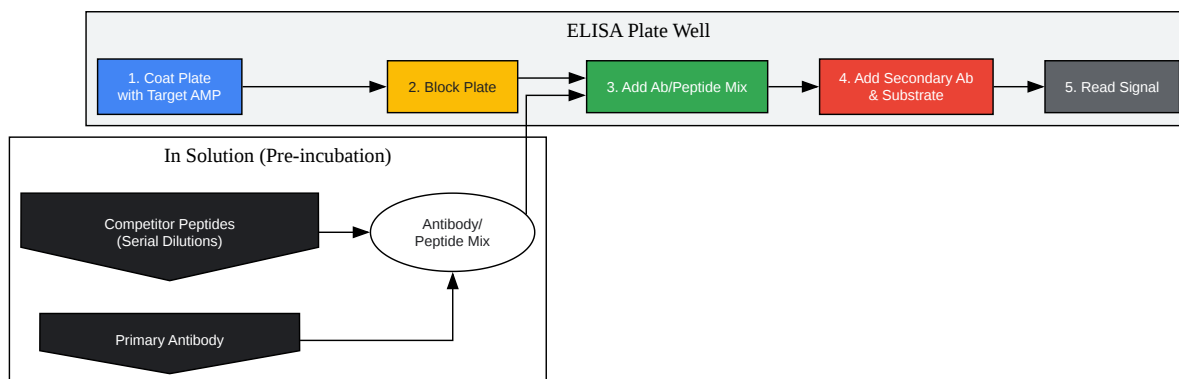 ELISA Plate Well
1. Coat Plate
with Target AMP
2. Block Plate
3. Add Ab/Peptide Mix
4. Add Secondary Ab
& Substrate
5. Read Signal
In Solution (Pre-incubation)
Competitor Peptides
(Serial Dilutions)
Antibody/
Peptide Mix
Primary Antibody